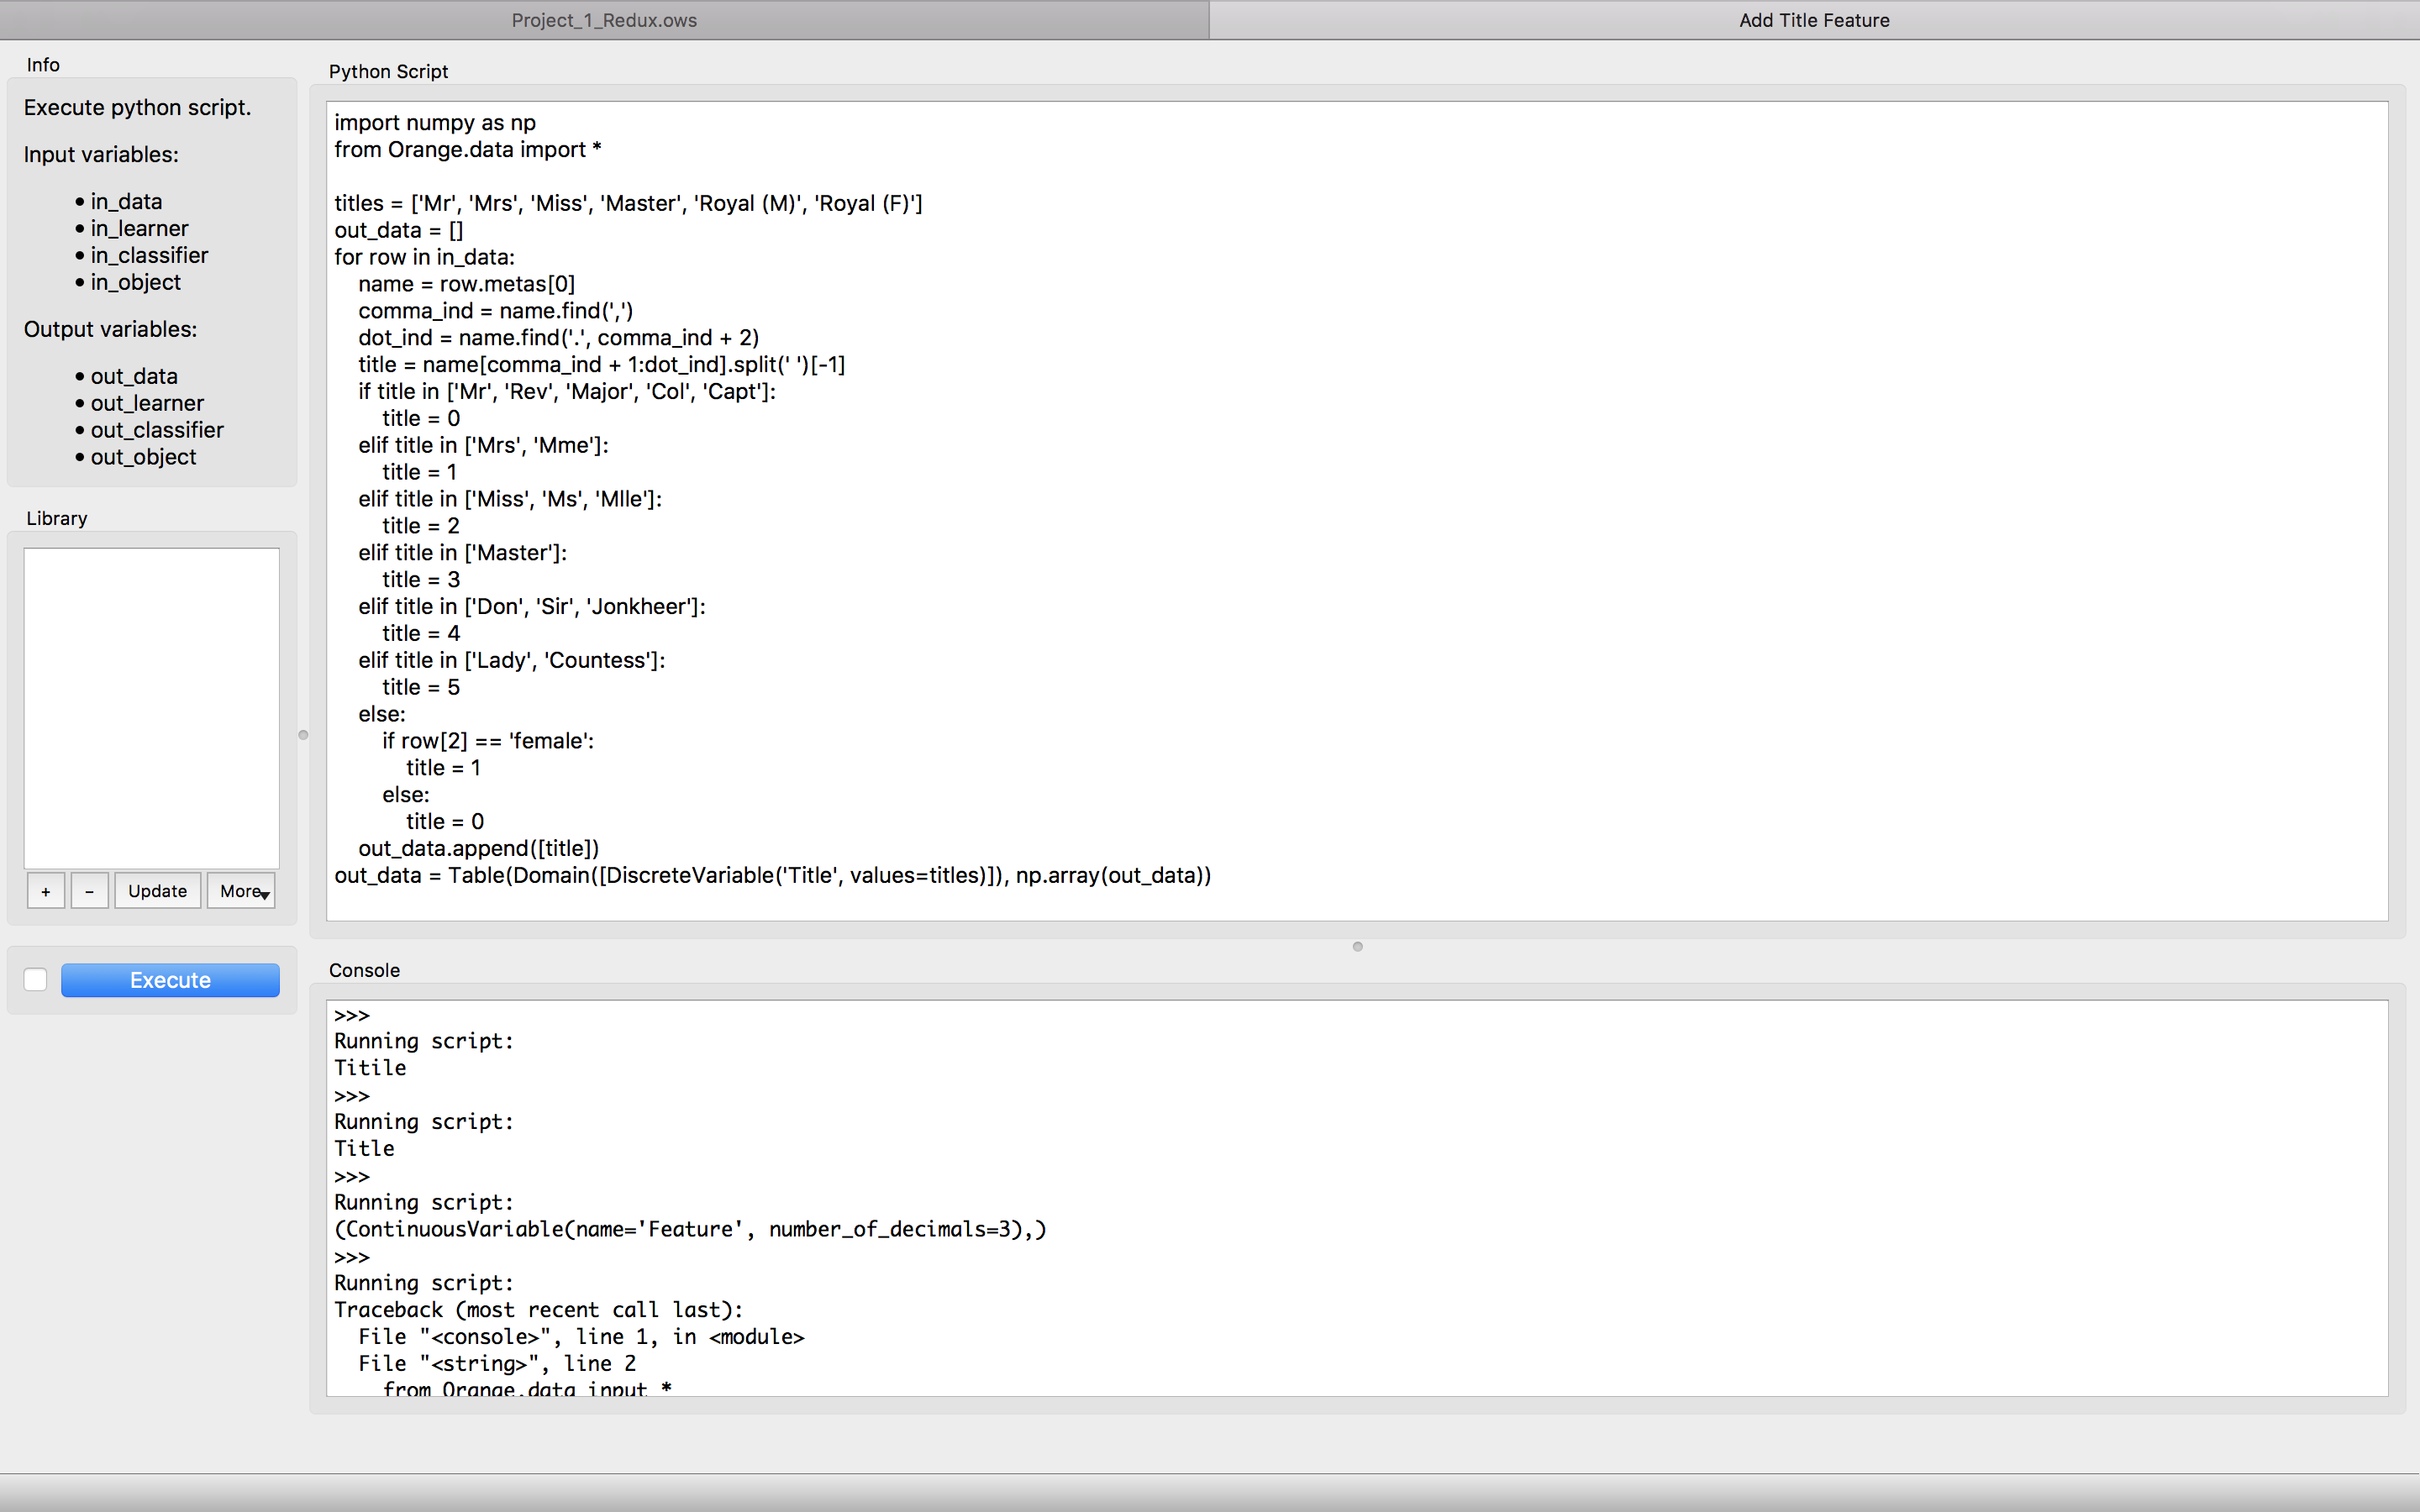 Project_1_Redux.ows
Add Title Feature
Info
Execute python script.
Input variables:
• in_data
• in_learner
• in_classifier
• in_object
Output variables:
• out_data
• out_learner
• out_classifier
• out_object
Library
+ - Update More
Execute
Python Script
import numpy as np
from Orange.data import *
titles = ['Mr', 'Mrs', 'Miss', 'Master', 'Royal (M)', 'Royal (F)']
out_data = []
for row in in_data:
    name = row.metas[0]
    comma_ind = name.find(',')
    dot_ind = name.find('.', comma_ind + 2)
    title = name[comma_ind + 1:dot_ind].split(' ')[-1]
    if title in ['Mr', 'Rev', 'Major', 'Col', 'Capt']:
        title = 0
    elif title in ['Mrs', 'Mme']:
        title = 1
    elif title in ['Miss', 'Ms', 'Mlle']:
        title = 2
    elif title in ['Master']:
        title = 3
    elif title in ['Don', 'Sir', 'Jonkheer']:
        title = 4
    elif title in ['Lady', 'Countess']:
        title = 5
    else:
        if row[2] == 'female':
            title = 1
        else:
            title = 0
    out_data.append([title])
out_data = Table(Domain([DiscreteVariable('Title', values=titles)]), np.array(out_data))
Console
>>>
Running script:
Titile
>>>
Running script:
Title
>>>
Running script:
(ContinuousVariable(name='Feature', number_of_decimals=3),)
>>>
Running script:
Traceback (most recent call last):
  File "<console>", line 1, in <module>
  File "<string>", line 2
    from Orange.data input *